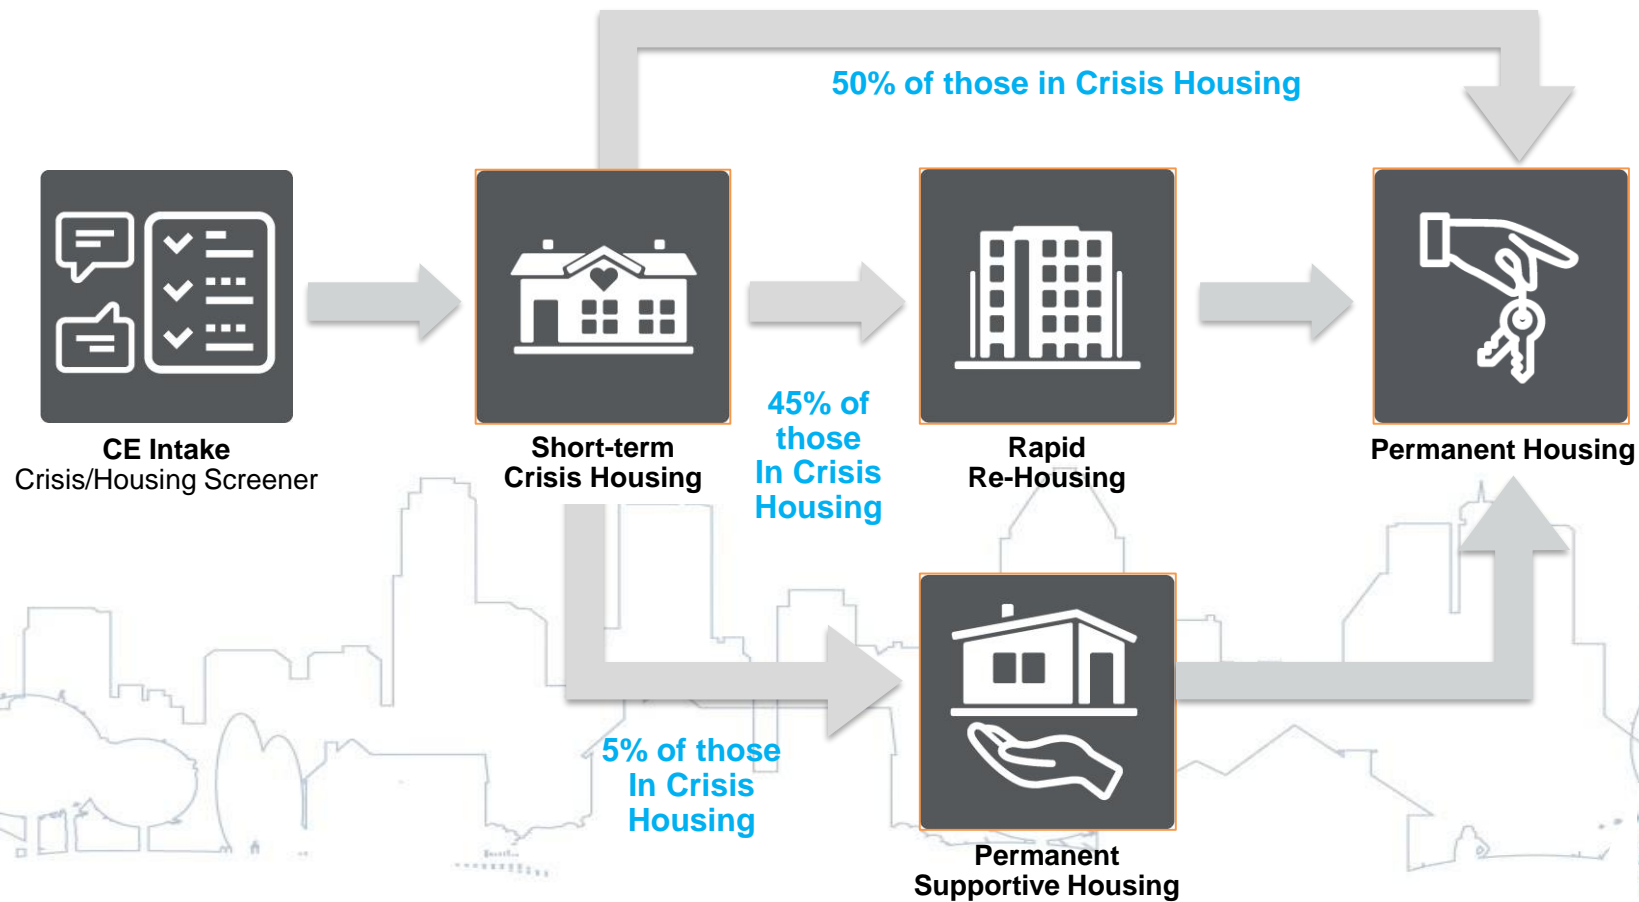 50% of those in Crisis Housing
CE Intake
Crisis/Housing Screener
Short-term
Crisis Housing
45% of
those
In Crisis
Housing
Rapid
Re-Housing
Permanent Housing
5% of those
In Crisis
Housing
Permanent
Supportive Housing